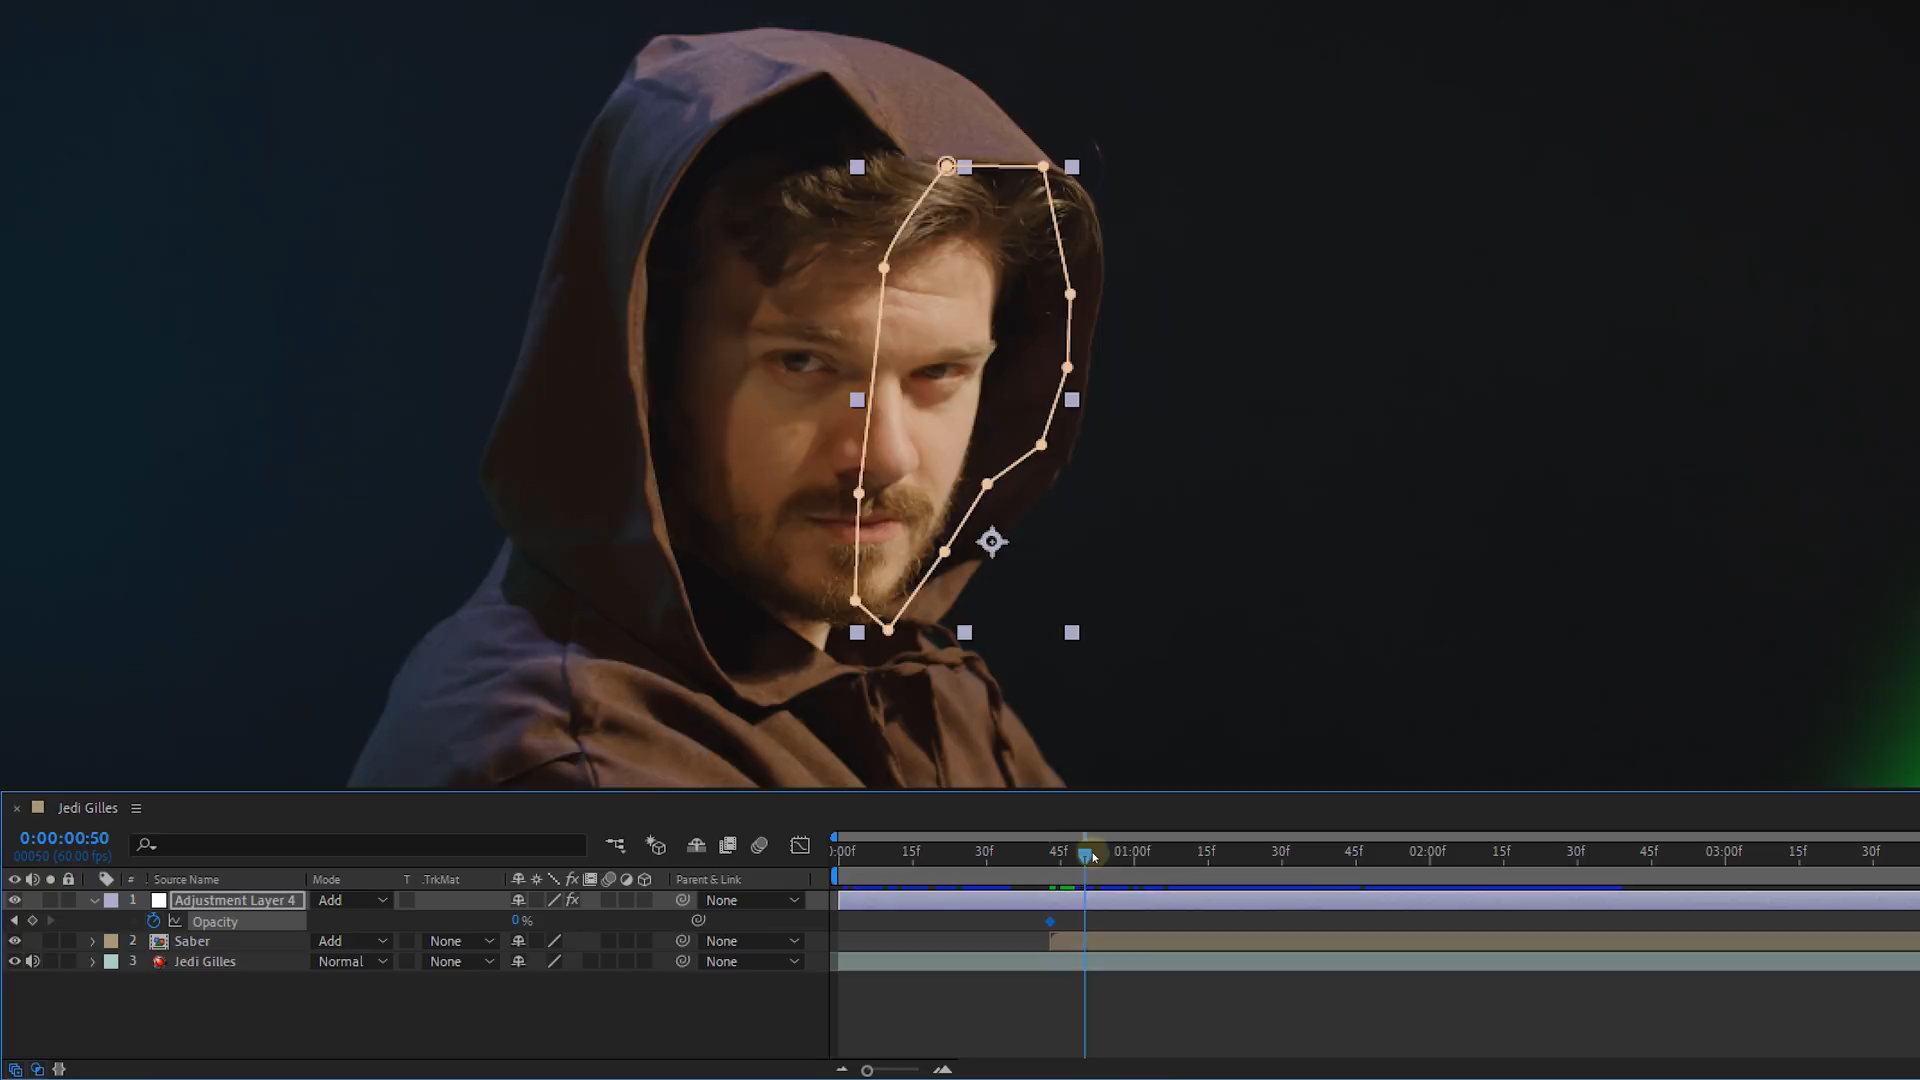 × Jedi Gilles
0:00:00:50
00050 (60.00 fps)
:00f 15f 30f 45f 01:00f 15f 30f 45f 02:00f 15f 30f 45f 03:00f 15f 30f
# Source Name Mode T .TrkMat fx Parent & Link
1 Adjustment Layer 4 Add fx None
Opacity 0 %
2 Saber Add None None
3 Jedi Gilles Normal None None